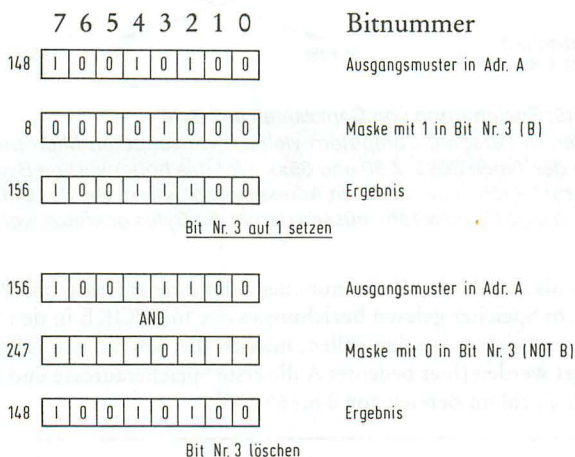 7 6 5 4 3 2 1 0 Bitnummer
148 1 0 0 1 0 1 0 0 Ausgangsmuster in Adr. A
8 0 0 0 0 1 0 0 0 Maske mit 1 in Bit Nr. 3 (B)
156 1 0 0 1 1 1 0 0 Ergebnis
Bit Nr. 3 auf 1 setzen
156 1 0 0 1 1 1 0 0 Ausgangsmuster in Adr. A
AND
247 1 1 1 1 0 1 1 1 Maske mit 0 in Bit Nr. 3 (NOT B)
148 1 0 0 1 0 1 0 0 Ergebnis
Bit Nr. 3 löschen